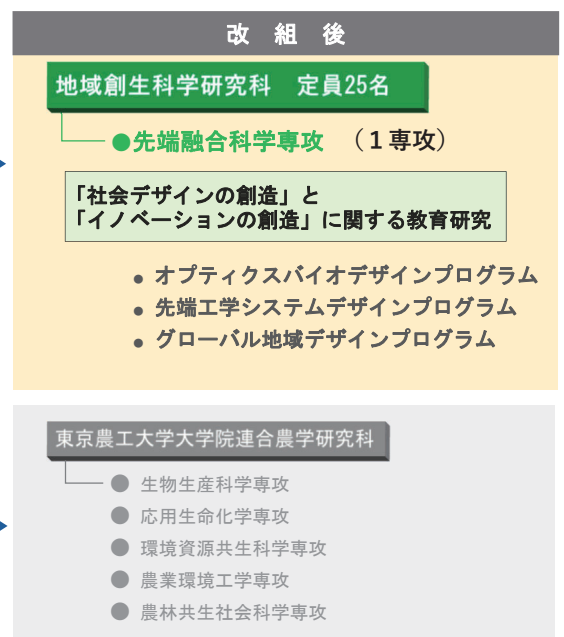 改 組 後
地域創生科学研究科　定員25名
●先端融合科学専攻 （１専攻）
「社会デザインの創造」と
「イノベーションの創造」に関する教育研究
● オプティクスバイオデザインプログラム
● 先端工学システムデザインプログラム
● グローバル地域デザインプログラム
東京農工大学大学院連合農学研究科
● 生物生産科学専攻
● 応用生命化学専攻
● 環境資源共生科学専攻
● 農業環境工学専攻
● 農林共生社会科学専攻